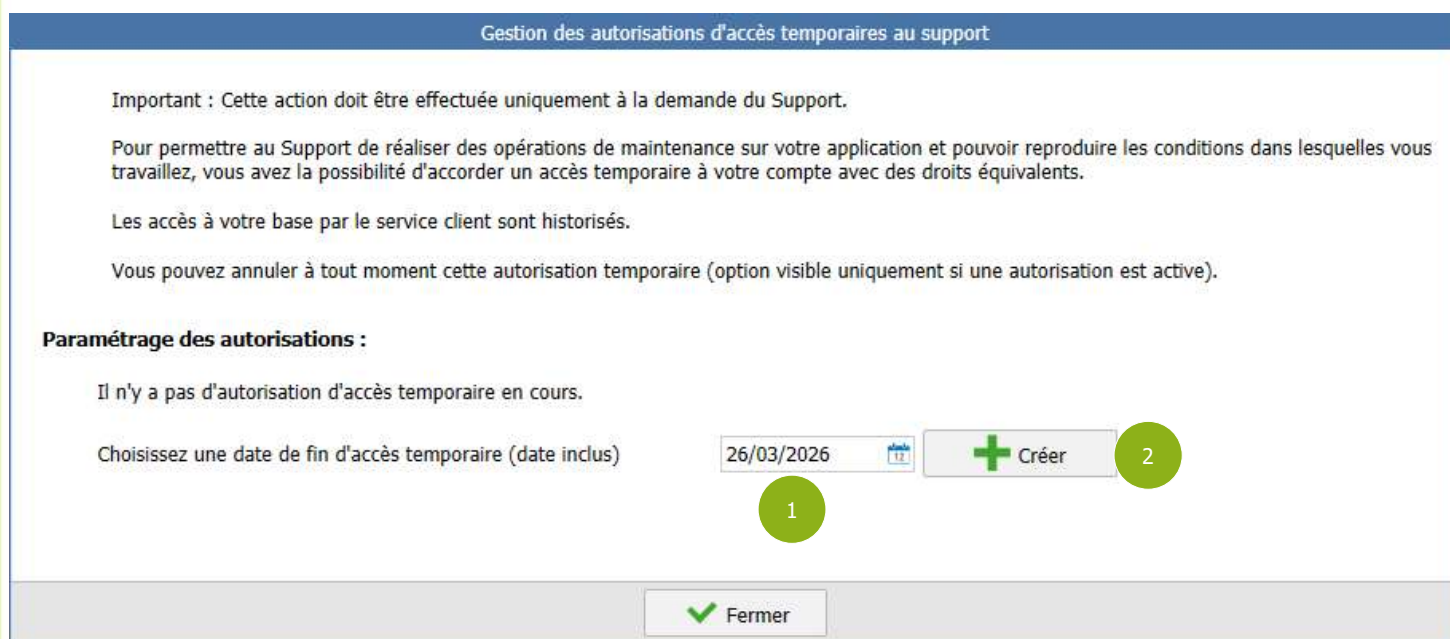 Gestion des autorisations d'accès temporaires au support
Important : Cette action doit être effectuée uniquement à la demande du Support.
Pour permettre au Support de réaliser des opérations de maintenance sur votre application et pouvoir reproduire les conditions dans lesquelles vous
travaillez, vous avez la possibilité d'accorder un accès temporaire à votre compte avec des droits équivalents.
Les accès à votre base par le service client sont historisés.
Vous pouvez annuler à tout moment cette autorisation temporaire (option visible uniquement si une autorisation est active).
Paramétrage des autorisations :
Il n'y a pas d'autorisation d'accès temporaire en cours.
Choisissez une date de fin d'accès temporaire (date inclus) 26/03/2026 12 Créer 2
1
Fermer